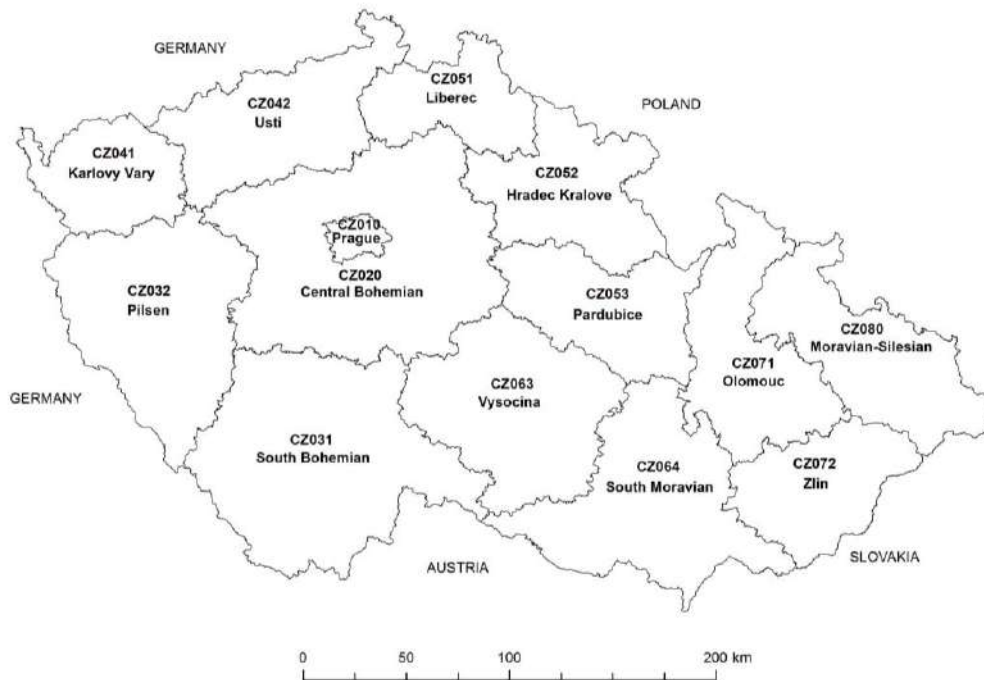 GERMANY
CZ051
Liberec
CZ042
Usti
POLAND
CZ041
Karlovy Vary
CZ052
Hradec Kralove
CZ010
Prague
CZ020
Central Bohemian
CZ032
Pilsen
CZ053
Pardubice
CZ080
Moravian-Silesian
CZ071
Olomouc
CZ063
Vysocina
GERMANY
CZ031
South Bohemian
CZ064
South Moravian
CZ072
Zlin
AUSTRIA
SLOVAKIA
0 50 100 200 km